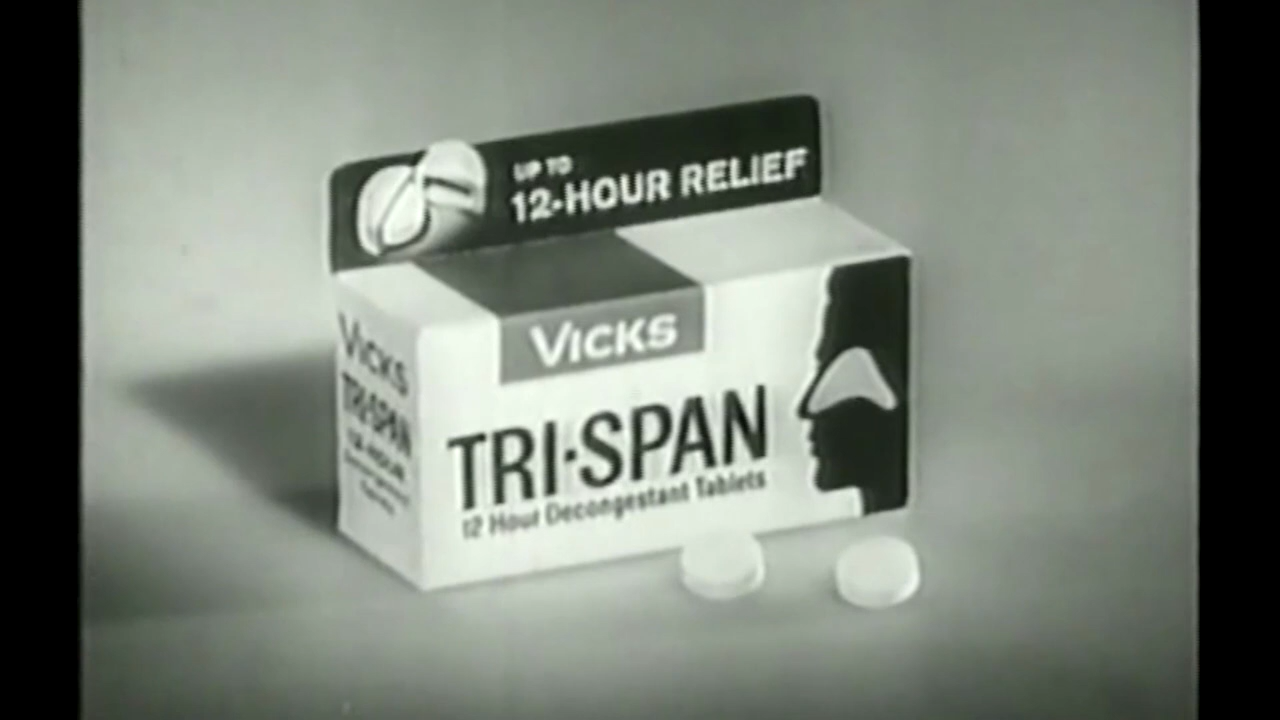 UP TO
12-HOUR RELIEF
VICKS
TRI·SPAN
12 Hour Decongestant Tablets
VICKS
TRI·SPAN
12-HOUR